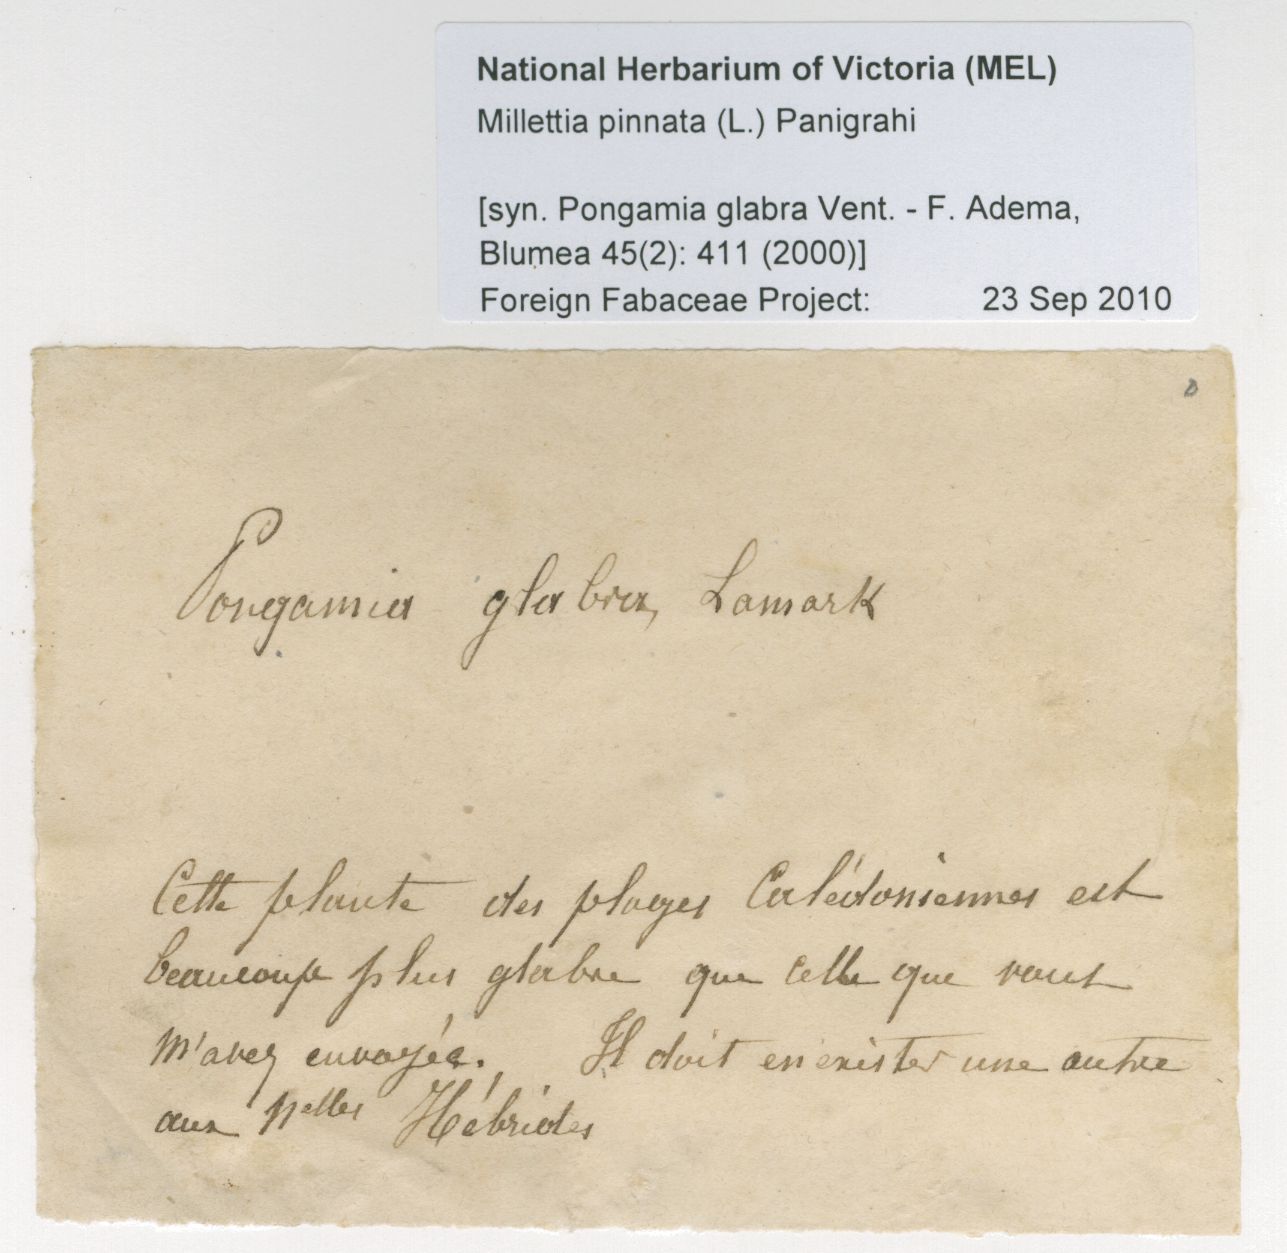 National Herbarium of Victoria (MEL)
Millettia pinnata (L.) Panigrahi
[syn. Pongamia glabra Vent. - F. Adema,
Blumea 45(2): 411 (2000)]
Foreign Fabaceae Project: 23 Sep 2010
Pongamia glabra, Lamark
Cette plante des plages Calédoniennes est
beaucoup plus glabre que celle que vous
m'avez envoyée. Il doit en exister une autre
aux Nelles Hébrides